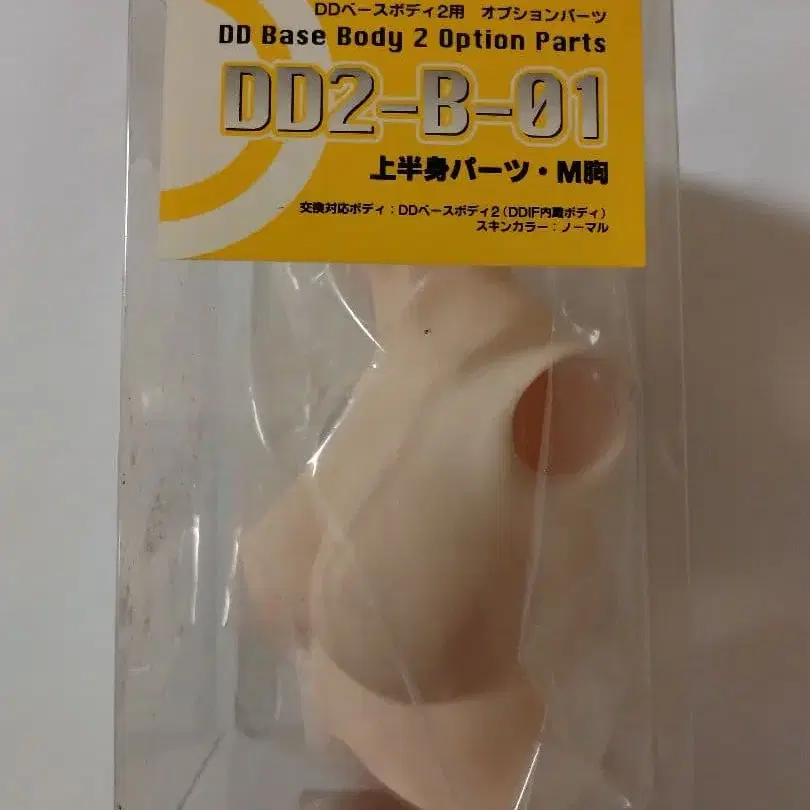 DDベースボディ2用 オプションパーツ
DD Base Body 2 Option Parts
DD2-B-01
上半身パーツ・M胸
交換対応ボディ：DDベースボディ2（DDIF内蔵ボディ）
スキンカラー：ノーマル